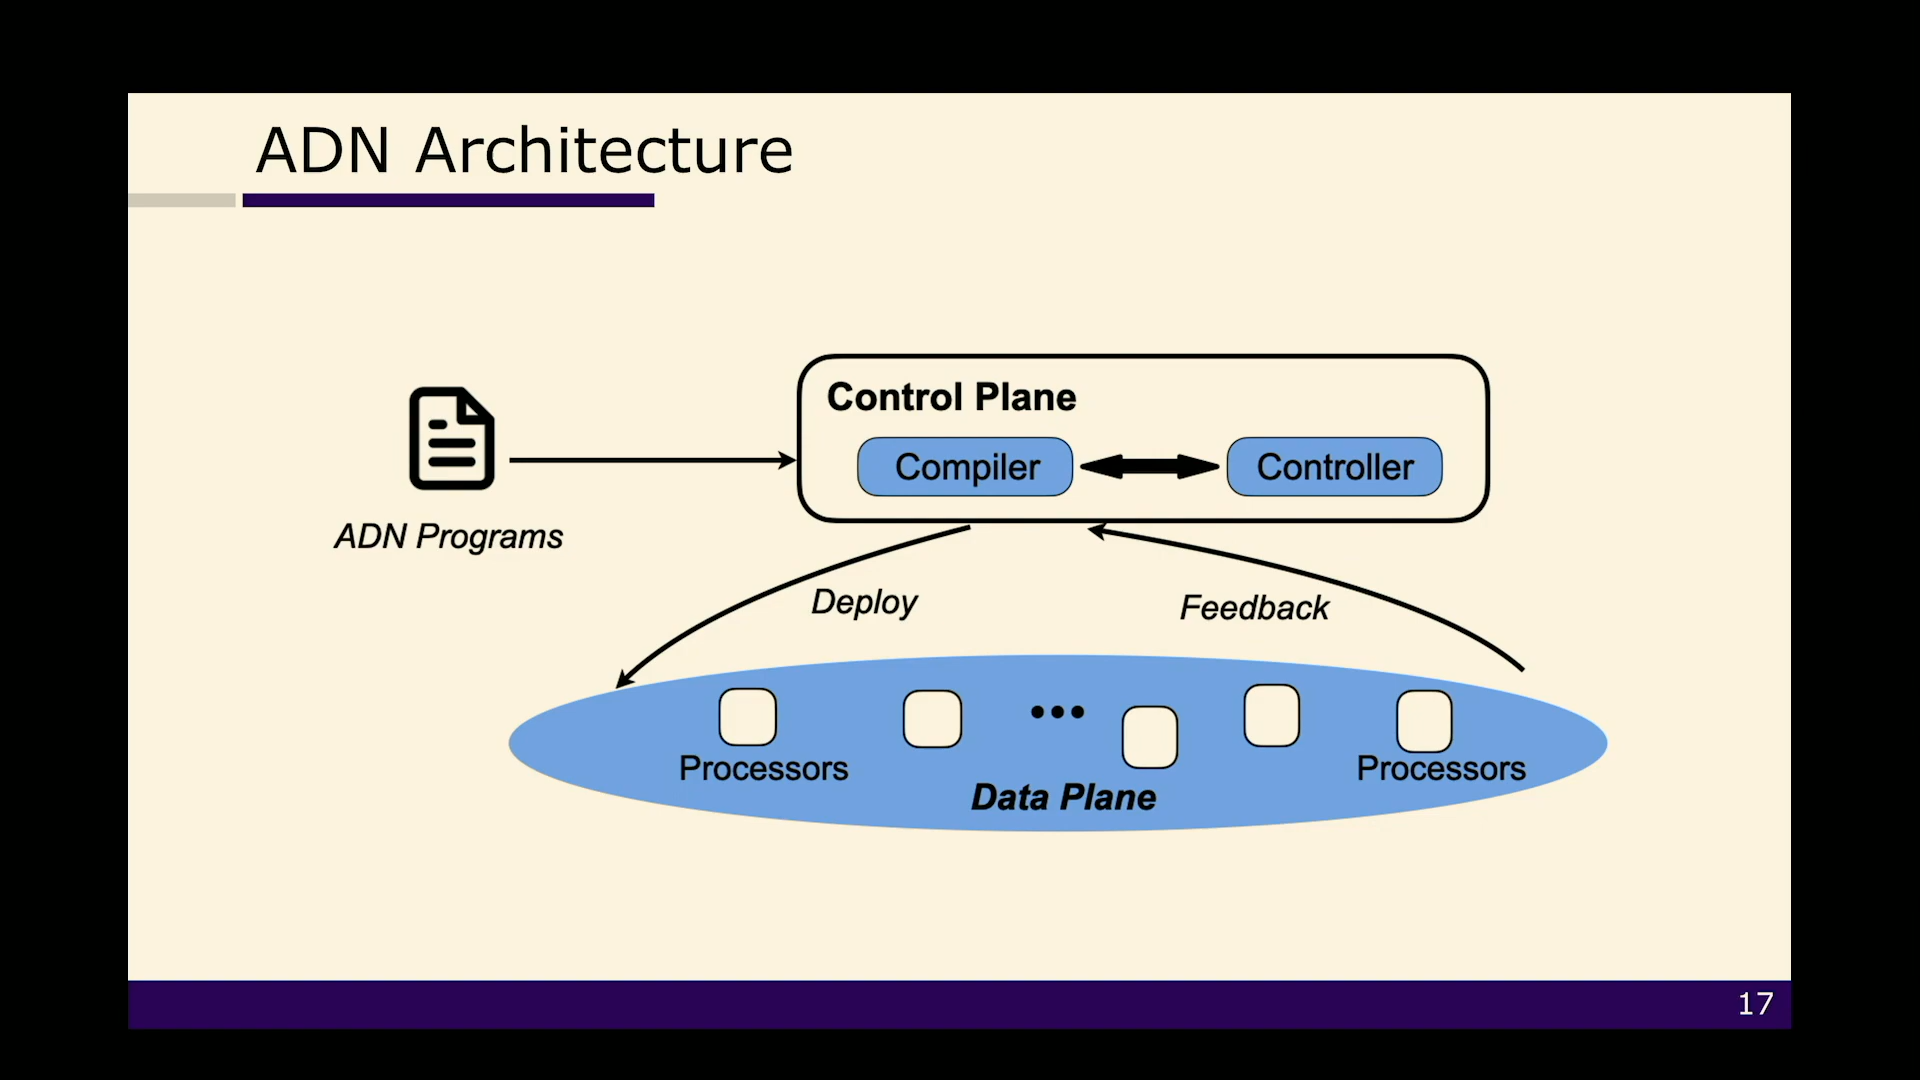 ADN Architecture
Control Plane
Compiler
Controller
ADN Programs
Deploy
Feedback
Processors
Processors
Data Plane
17